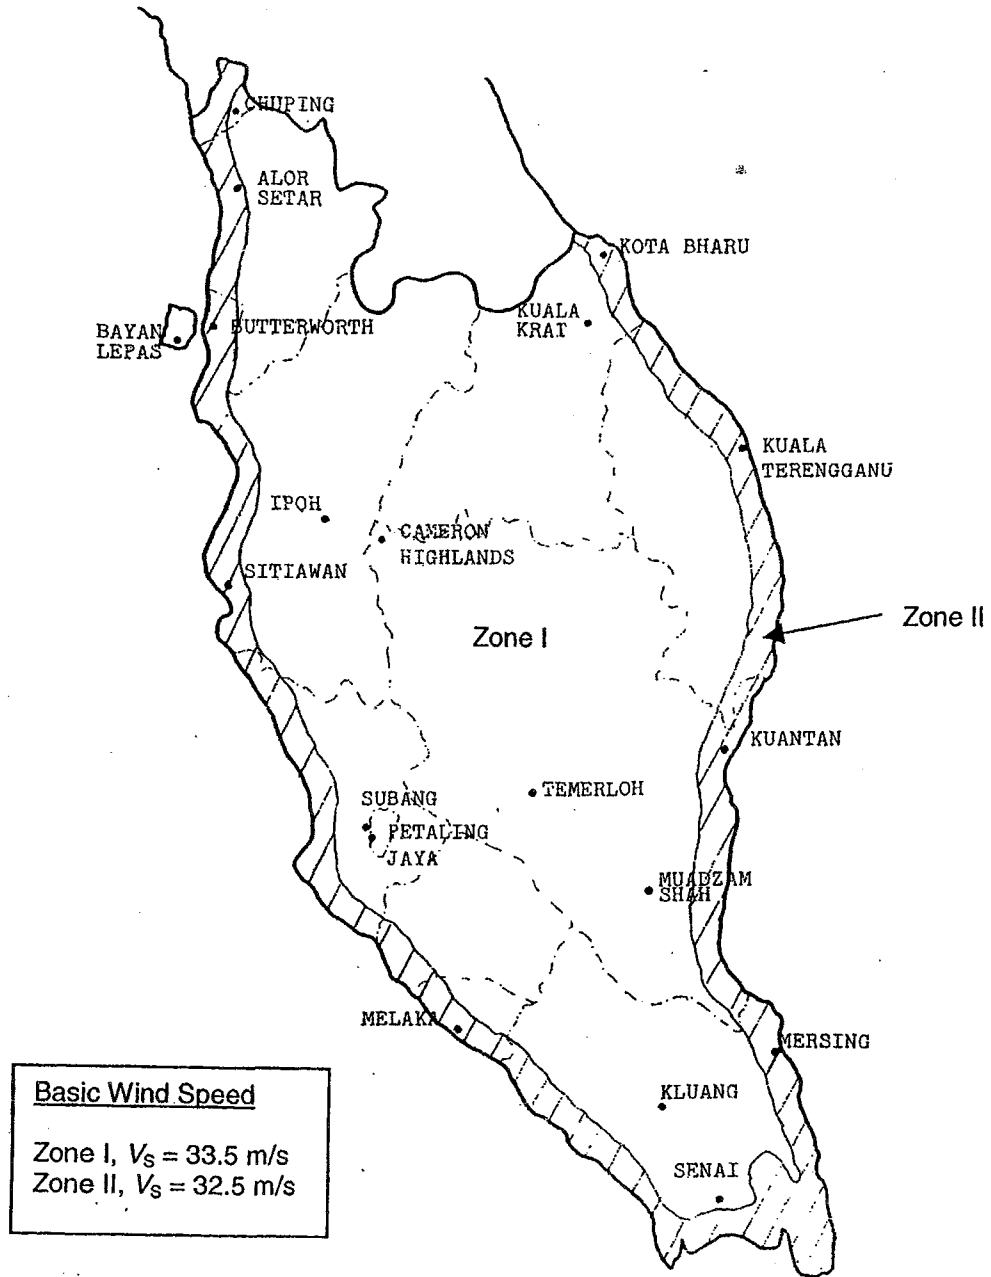 CHUPING
ALOR
SETAR
KOTA BHARU
KUALA
KRAI
BAYAN
LEPAS
BUTTERWORTH
KUALA
TERENGGANU
IPOH
CAMERON
HIGHLANDS
SITIAWAN
Zone I
Zone II
KUANTAN
TEMERLOH
SUBANG
PETALING
JAYA
MUADZAM
SHAH
MELAKA
MERSING
KLUANG
SENAI
Basic Wind Speed
Zone I, VS = 33.5 m/s
Zone II, VS = 32.5 m/s